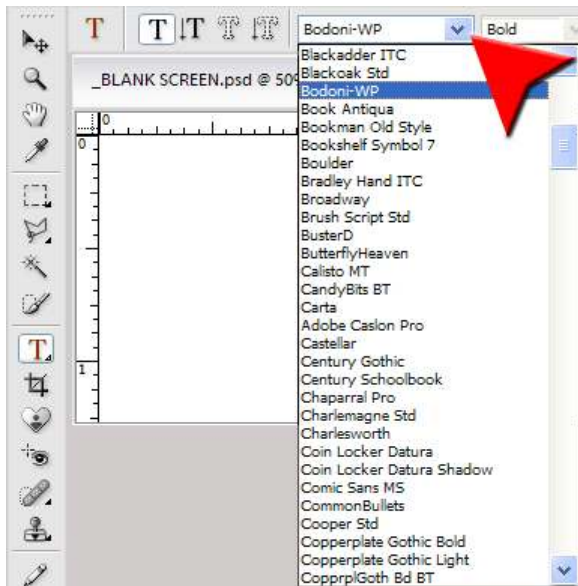 T T T T T Bodoni-WP Bold
_BLANK SCREEN.psd @ 50%
0
0
1
T
Blackadder ITC
Blackoak Std
Bodoni-WP
Book Antiqua
Bookman Old Style
Bookshelf Symbol 7
Boulder
Bradley Hand ITC
Broadway
Brush Script Std
BusterD
ButterflyHeaven
Calisto MT
CandyBits BT
Carta
Adobe Caslon Pro
Castellar
Century Gothic
Century Schoolbook
Chaparral Pro
Charlemagne Std
Charlesworth
Coin Locker Datura
Coin Locker Datura Shadow
Comic Sans MS
CommonBullets
Cooper Std
Copperplate Gothic Bold
Copperplate Gothic Light
CopprplGoth Bd BT